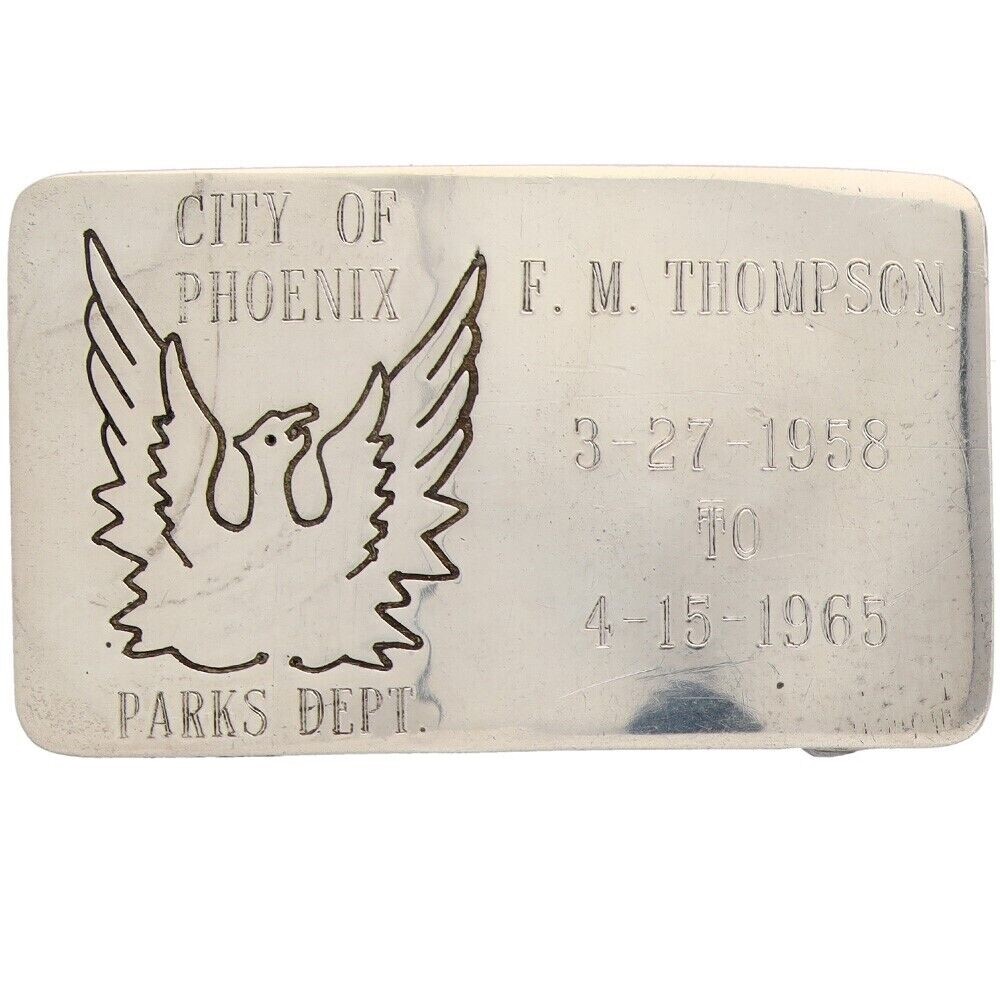 CITY OF
PHOENIX
PARKS DEPT.
F. M. THOMPSON
3-27-1958
TO
4-15-1965